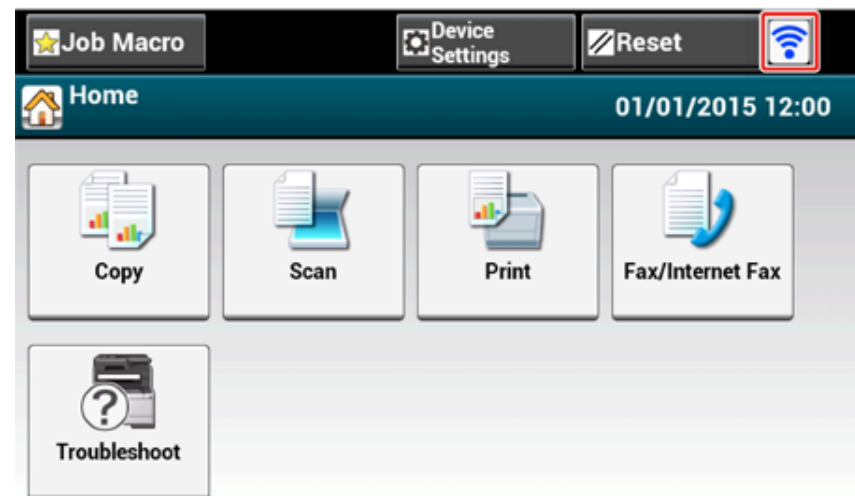 Job Macro
Device
Settings
Reset
Home
01/01/2015 12:00
Copy
Scan
Print
Fax/Internet Fax
?
Troubleshoot